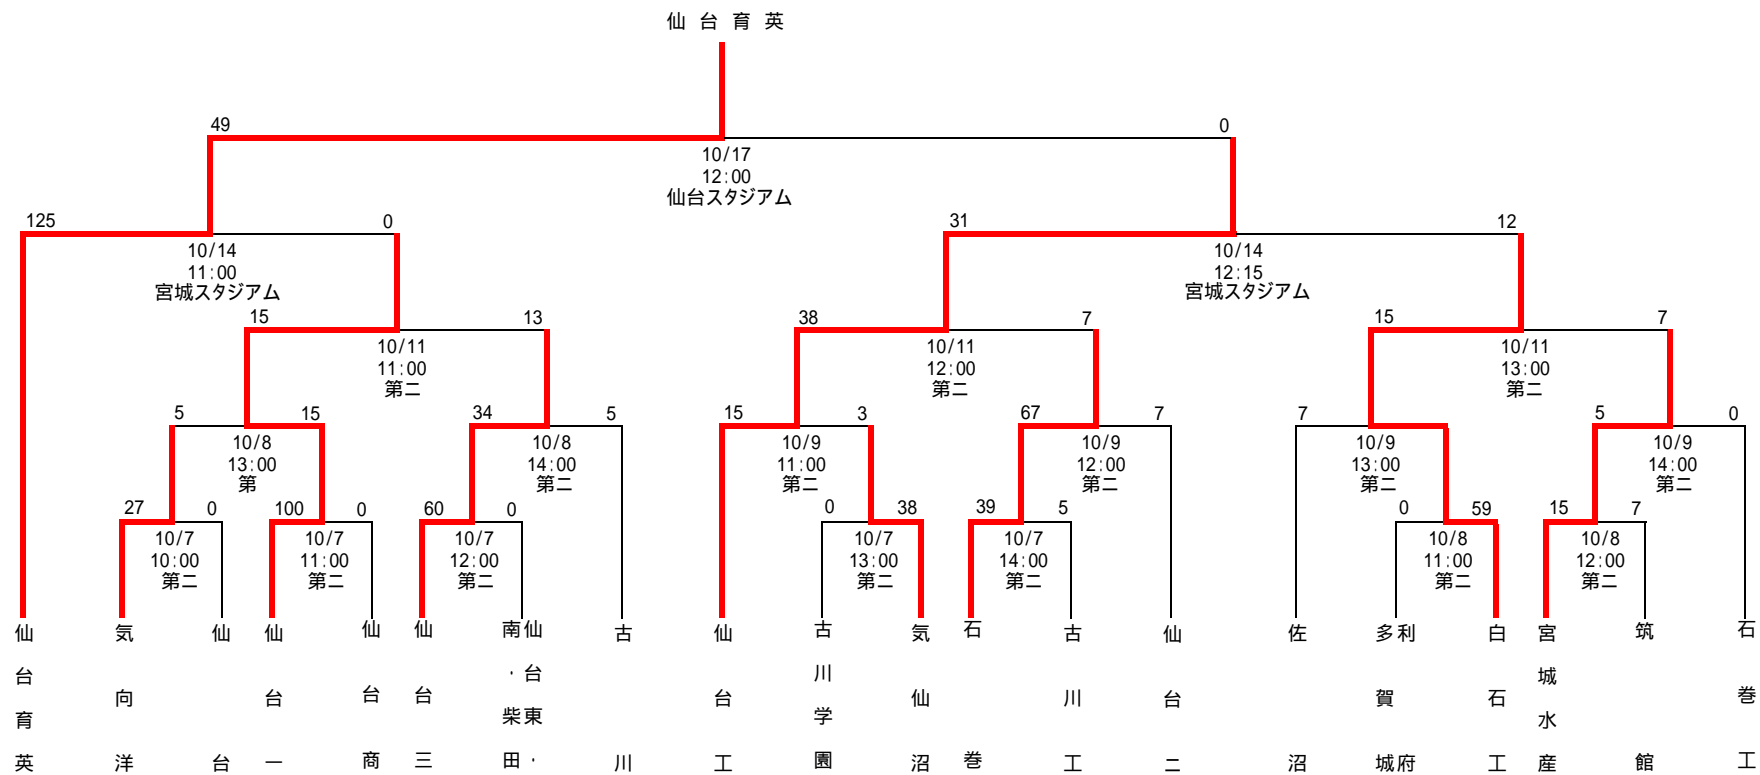 仙台育英
49 0
10/17
12:00
仙台スタジアム
125 0 31 12
10/14 10/14
11:00 12:15
宮城スタジアム 宮城スタジアム
15 13 38 7 15 7
10/11 10/11 10/11
11:00 12:00 13:00
第二 第二 第二
5 15 34 5 15 3 67 7 7 5 0
10/8 10/8 10/9 10/9 10/9 10/9
13:00 14:00 11:00 12:00 13:00 14:00
第 第二 第二 第二 第二 第二
27 0 100 0 60 0 0 38 39 5 0 59 15 7
10/7 10/7 10/7 10/7 10/7 10/8 10/8
10:00 11:00 12:00 13:00 14:00 11:00 12:00
第二 第二 第二 第二 第二 第二 第二
仙台育英
気向洋
仙台
仙台一
仙台商
仙台三
仙台東・
南・柴田
古川
仙台工
古川学園
気仙沼
石巻
古川工
仙台二
佐沼
利府
多賀城
白石工
宮城水産
築館
石巻工